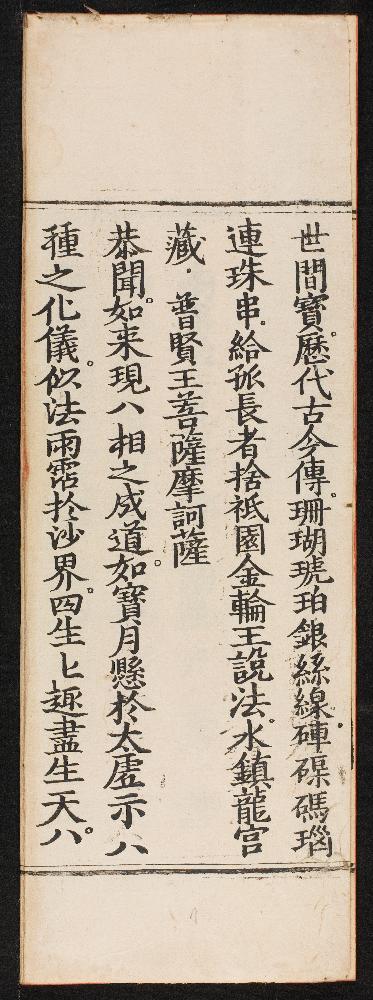 世間寳。歷代古今傳。珊瑚琥珀銀絲線。硨磲碼瑙
連珠串。給孤長者捨祇園金輪王說法。水鎮龍宮
藏．普賢王菩薩摩訶薩
恭聞。如来現八相之成道。如寳月懸於太虛示八
種之化儀。似法雨霑於沙界。四生七趣盡生天。八